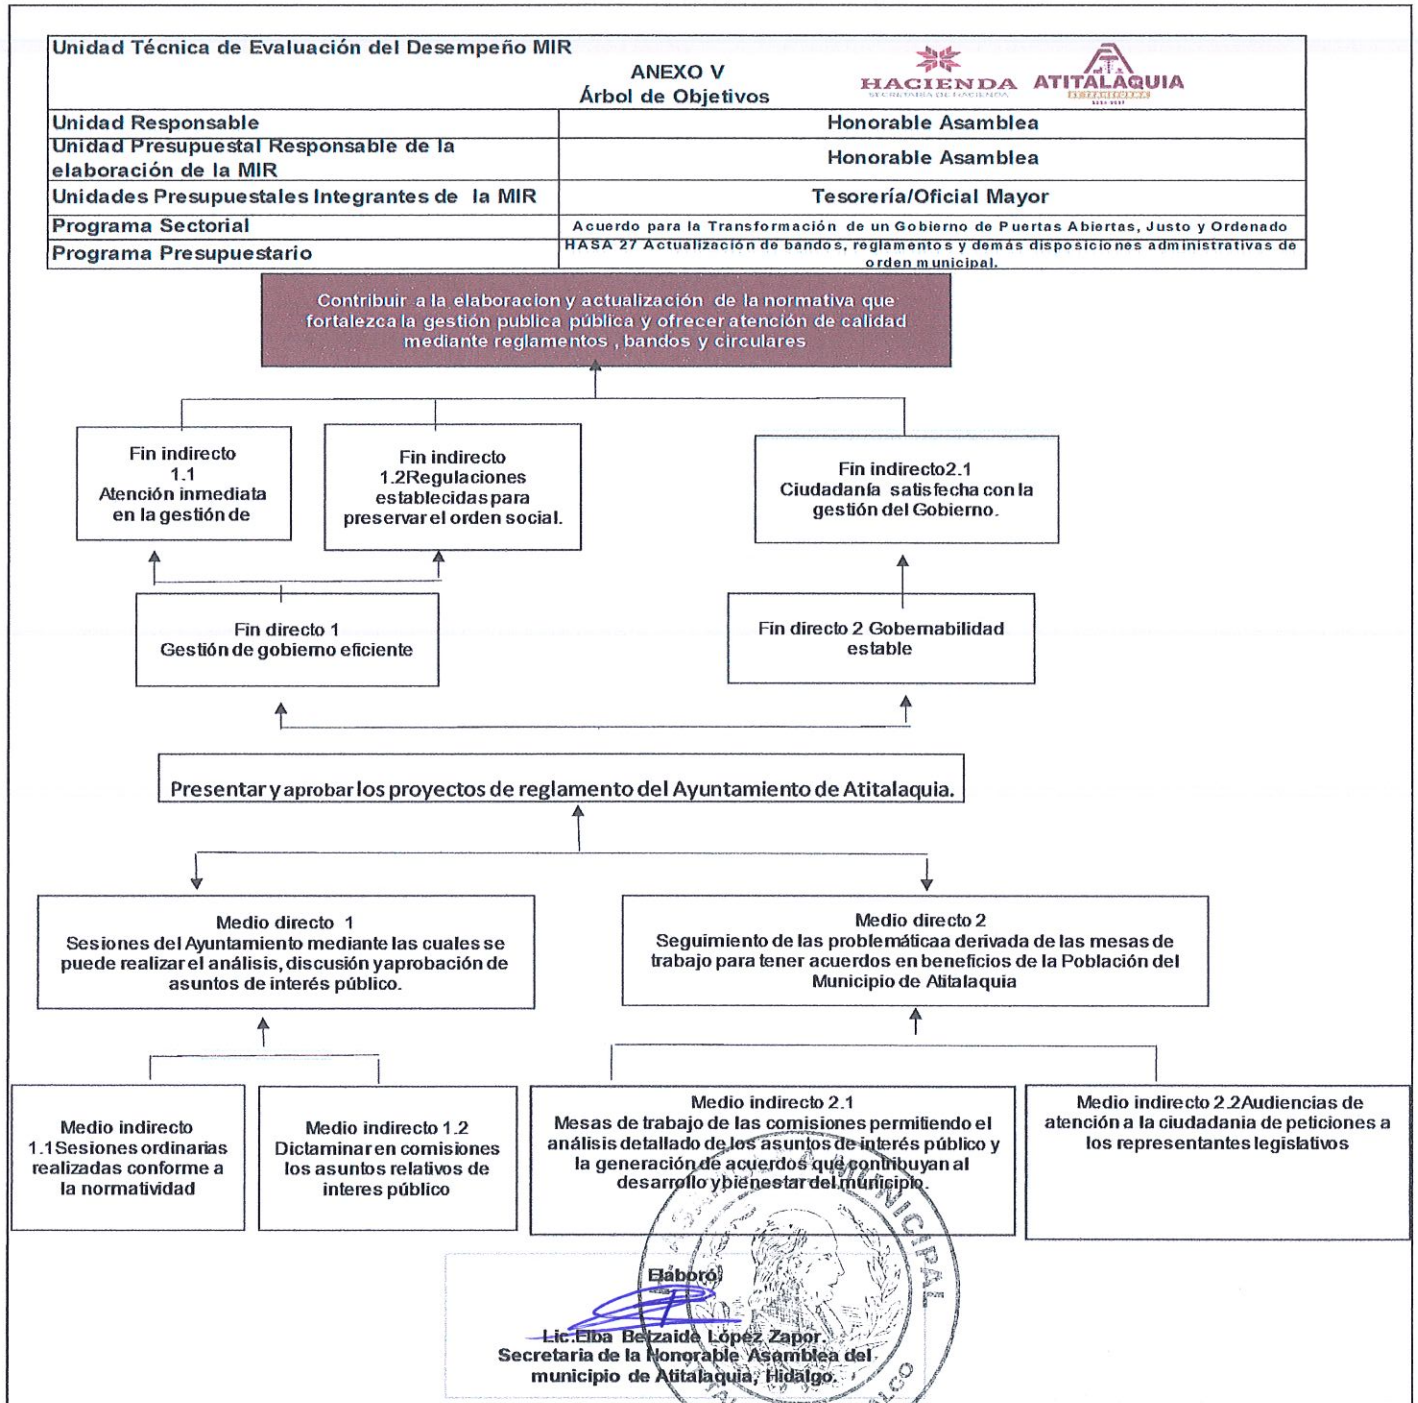 Unidad Técnica de Evaluación del Desempeño MIR
ANEXO V
Árbol de Objetivos
HACIENDA
SECRETARÍA DE HACIENDA
ATITALAQUIA
SE TRANSFORMA
Unidad Responsable
Honorable Asamblea
Unidad Presupuestal Responsable de la
elaboración de la MIR
Honorable Asamblea
Unidades Presupuestales Integrantes de la MIR
Tesorería/Oficial Mayor
Programa Sectorial
Acuerdo para la Transformación de un Gobierno de Puertas Abiertas, Justo y Ordenado
Programa Presupuestario
HASA 27 Actualización de bandos, reglamentos y demás disposiciones administrativas de
orden municipal.
Contribuir a la elaboracion y actualización de la normativa que
fortalezca la gestión publica pública y ofrecer atención de calidad
mediante reglamentos , bandos y circulares
Fin indirecto
1.1
Atención inmediata
en la gestión de
Fin indirecto
1.2Regulaciones
establecidas para
preservar el orden social.
Fin indirecto2.1
Ciudadanía satisfecha con la
gestión del Gobierno.
Fin directo 1
Gestión de gobierno eficiente
Fin directo 2 Gobernabilidad
estable
Presentar y aprobar los proyectos de reglamento del Ayuntamiento de Atitalaquia.
Medio directo 1
Sesiones del Ayuntamiento mediante las cuales se
puede realizar el análisis, discusión yaprobación de
asuntos de interés público.
Medio directo 2
Seguimiento de las problemáticaa derivada de las mesas de
trabajo para tener acuerdos en beneficios de la Población del
Municipio de Atitalaquia
Medio indirecto
1.1Sesiones ordinarias
realizadas conforme a
la normatividad
Medio indirecto 1.2
Dictaminar en comisiones
los asuntos relativos de
interes público
Medio indirecto 2.1
Mesas de trabajo de las comisiones permitiendo el
análisis detallado de los asuntos de interés público y
la generación de acuerdos que contribuyan al
desarrollo ybienestar del municipio.
Medio indirecto 2.2Audiencias de
atención a la ciudadania de peticiones a
los representantes legislativos
MUNICIPAL
Elaboró
Lic.Elba Betzaide López Zapor.
Secretaria de la Honorable Asamblea del
municipio de Atitalaquia, Hidalgo.